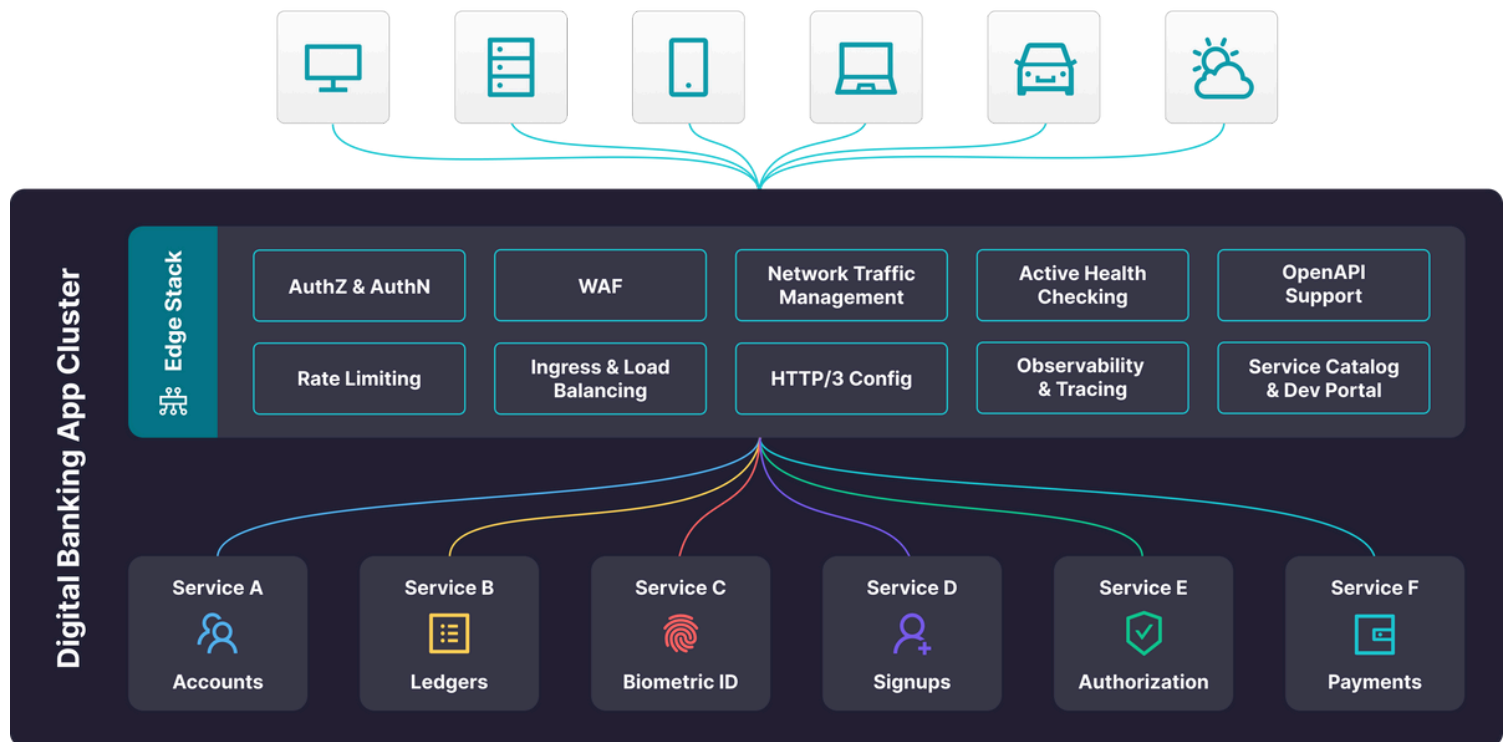 Digital Banking App Cluster
Edge Stack
AuthZ & AuthN
WAF
Network Traffic
Management
Active Health
Checking
OpenAPI
Support
Rate Limiting
Ingress & Load
Balancing
HTTP/3 Config
Observability
& Tracing
Service Catalog
& Dev Portal
Service A
Accounts
Service B
Ledgers
Service C
Biometric ID
Service D
Signups
Service E
Authorization
Service F
Payments